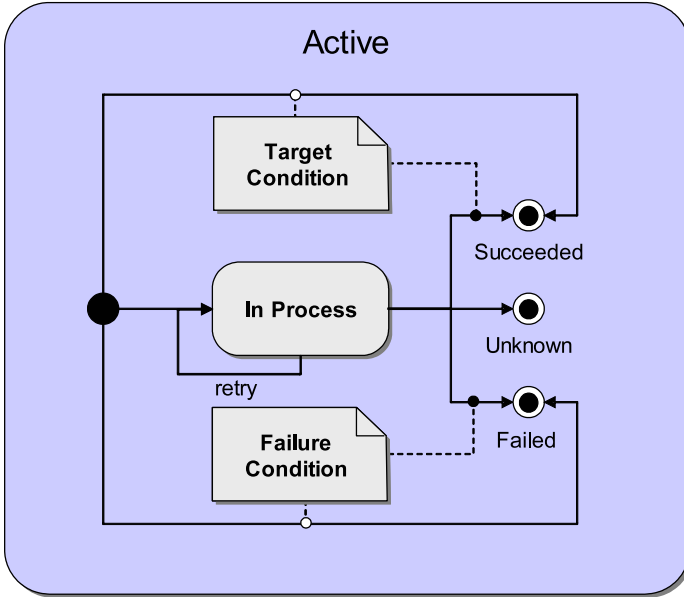 Active
Target
Condition
Succeeded
In Process
Unknown
retry
Failure
Condition
Failed